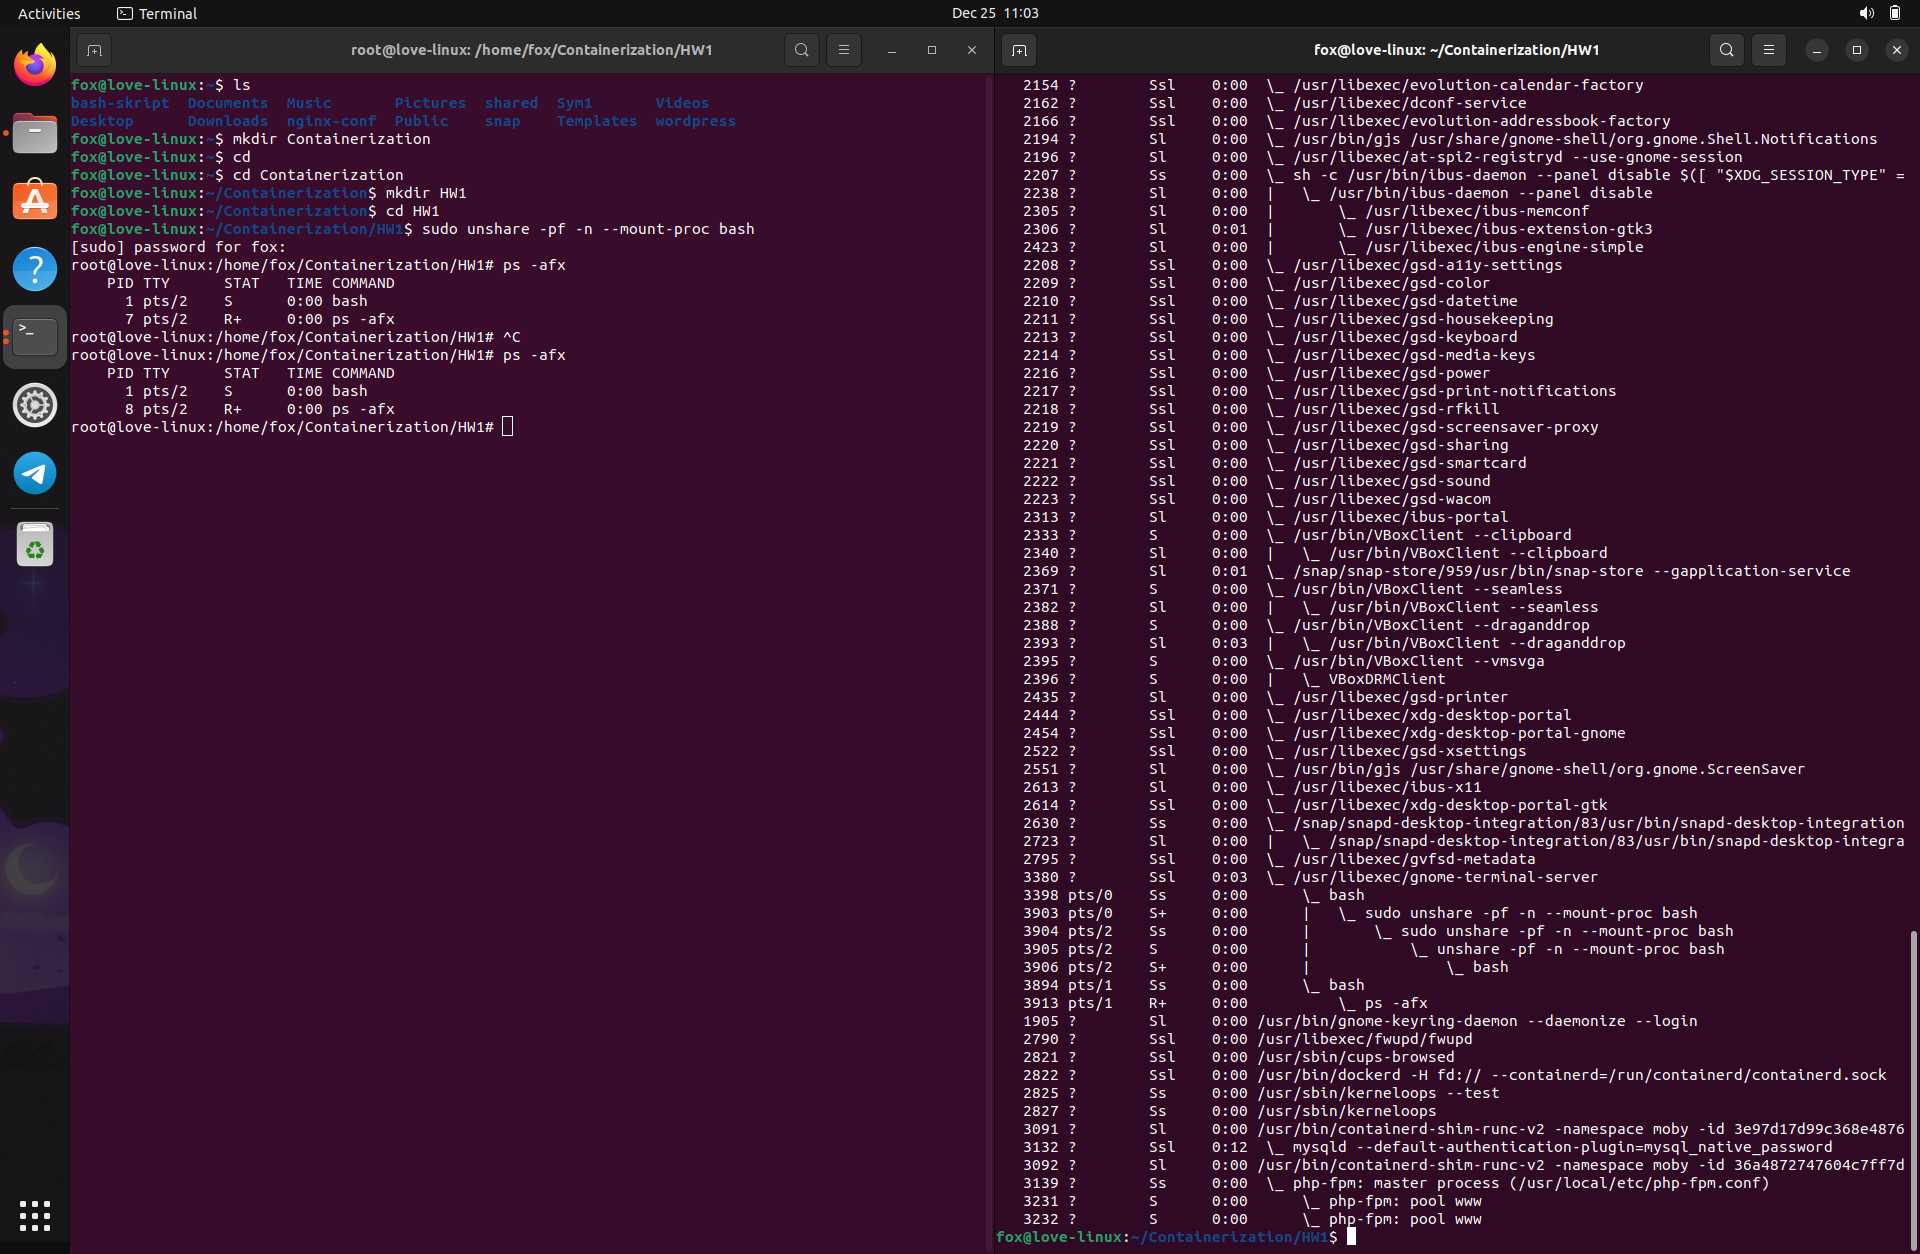 Activities
Terminal
Dec 25 11:03
root@love-linux: /home/fox/Containerization/HW1
fox@love-linux:~$ ls
bash-skript Documents Music Pictures shared Sym1 Videos
Desktop Downloads nginx-conf Public snap Templates wordpress
fox@love-linux:~$ mkdir Containerization
fox@love-linux:~$ cd
fox@love-linux:~$ cd Containerization
fox@love-linux:~/Containerization$ mkdir HW1
fox@love-linux:~/Containerization$ cd HW1
fox@love-linux:~/Containerization/HW1$ sudo unshare -pf -n --mount-proc bash
[sudo] password for fox:
root@love-linux:/home/fox/Containerization/HW1# ps -afx
PID TTY STAT TIME COMMAND
1 pts/2 S 0:00 bash
7 pts/2 R+ 0:00 ps -afx
root@love-linux:/home/fox/Containerization/HW1# ^C
root@love-linux:/home/fox/Containerization/HW1# ps -afx
PID TTY STAT TIME COMMAND
1 pts/2 S 0:00 bash
8 pts/2 R+ 0:00 ps -afx
root@love-linux:/home/fox/Containerization/HW1#
fox@love-linux: ~/Containerization/HW1
2154 ? Ssl 0:00 \_ /usr/libexec/evolution-calendar-factory
2162 ? Ssl 0:00 \_ /usr/libexec/dconf-service
2166 ? Ssl 0:00 \_ /usr/libexec/evolution-addressbook-factory
2194 ? Sl 0:00 \_ /usr/bin/gjs /usr/share/gnome-shell/org.gnome.Shell.Notifications
2196 ? Sl 0:00 \_ /usr/libexec/at-spi2-registryd --use-gnome-session
2207 ? Ss 0:00 \_ sh -c /usr/bin/ibus-daemon --panel disable $([ "$XDG_SESSION_TYPE" =
2238 ? Sl 0:00 | \_ /usr/bin/ibus-daemon --panel disable
2305 ? Sl 0:00 | \_ /usr/libexec/ibus-memconf
2306 ? Sl 0:01 | \_ /usr/libexec/ibus-extension-gtk3
2423 ? Sl 0:00 | \_ /usr/libexec/ibus-engine-simple
2208 ? Ssl 0:00 \_ /usr/libexec/gsd-a11y-settings
2209 ? Ssl 0:00 \_ /usr/libexec/gsd-color
2210 ? Ssl 0:00 \_ /usr/libexec/gsd-datetime
2211 ? Ssl 0:00 \_ /usr/libexec/gsd-housekeeping
2213 ? Ssl 0:00 \_ /usr/libexec/gsd-keyboard
2214 ? Ssl 0:00 \_ /usr/libexec/gsd-media-keys
2216 ? Ssl 0:00 \_ /usr/libexec/gsd-power
2217 ? Ssl 0:00 \_ /usr/libexec/gsd-print-notifications
2218 ? Ssl 0:00 \_ /usr/libexec/gsd-rfkill
2219 ? Ssl 0:00 \_ /usr/libexec/gsd-screensaver-proxy
2220 ? Ssl 0:00 \_ /usr/libexec/gsd-sharing
2221 ? Ssl 0:00 \_ /usr/libexec/gsd-smartcard
2222 ? Ssl 0:00 \_ /usr/libexec/gsd-sound
2223 ? Ssl 0:00 \_ /usr/libexec/gsd-wacom
2313 ? Sl 0:00 \_ /usr/libexec/ibus-portal
2333 ? S 0:00 \_ /usr/bin/VBoxClient --clipboard
2340 ? Sl 0:00 | \_ /usr/bin/VBoxClient --clipboard
2369 ? Sl 0:01 \_ /snap/snap-store/959/usr/bin/snap-store --gapplication-service
2371 ? S 0:00 \_ /usr/bin/VBoxClient --seamless
2382 ? Sl 0:00 | \_ /usr/bin/VBoxClient --seamless
2388 ? S 0:00 \_ /usr/bin/VBoxClient --draganddrop
2393 ? Sl 0:03 | \_ /usr/bin/VBoxClient --draganddrop
2395 ? S 0:00 \_ /usr/bin/VBoxClient --vmsvga
2396 ? S 0:00 | \_ VBoxDRMClient
2435 ? Sl 0:00 \_ /usr/libexec/gsd-printer
2444 ? Ssl 0:00 \_ /usr/libexec/xdg-desktop-portal
2454 ? Ssl 0:00 \_ /usr/libexec/xdg-desktop-portal-gnome
2522 ? Ssl 0:00 \_ /usr/libexec/gsd-xsettings
2551 ? Sl 0:00 \_ /usr/bin/gjs /usr/share/gnome-shell/org.gnome.ScreenSaver
2613 ? Sl 0:00 \_ /usr/libexec/ibus-x11
2614 ? Ssl 0:00 \_ /usr/libexec/xdg-desktop-portal-gtk
2630 ? Ss 0:00 \_ /snap/snapd-desktop-integration/83/usr/bin/snapd-desktop-integration
2723 ? Sl 0:00 | \_ /snap/snapd-desktop-integration/83/usr/bin/snapd-desktop-integra
2795 ? Ssl 0:00 \_ /usr/libexec/gvfsd-metadata
3380 ? Ssl 0:03 \_ /usr/libexec/gnome-terminal-server
3398 pts/0 Ss 0:00 \_ bash
3903 pts/0 S+ 0:00 | \_ sudo unshare -pf -n --mount-proc bash
3904 pts/2 Ss 0:00 | \_ sudo unshare -pf -n --mount-proc bash
3905 pts/2 S 0:00 | \_ unshare -pf -n --mount-proc bash
3906 pts/2 S+ 0:00 | \_ bash
3894 pts/1 Ss 0:00 \_ bash
3913 pts/1 R+ 0:00 \_ ps -afx
1905 ? Sl 0:00 /usr/bin/gnome-keyring-daemon --daemonize --login
2790 ? Ssl 0:00 /usr/libexec/fwupd/fwupd
2821 ? Ssl 0:00 /usr/sbin/cups-browsed
2822 ? Ssl 0:00 /usr/bin/dockerd -H fd:// --containerd=/run/containerd/containerd.sock
2825 ? Ss 0:00 /usr/sbin/kerneloops --test
2827 ? Ss 0:00 /usr/sbin/kerneloops
3091 ? Sl 0:00 /usr/bin/containerd-shim-runc-v2 -namespace moby -id 3e97d17d99c368e4876
3132 ? Ssl 0:12 \_ mysqld --default-authentication-plugin=mysql_native_password
3092 ? Sl 0:00 /usr/bin/containerd-shim-runc-v2 -namespace moby -id 36a4872747604c7ff7d
3139 ? Ss 0:00 \_ php-fpm: master process (/usr/local/etc/php-fpm.conf)
3231 ? S 0:00 \_ php-fpm: pool www
3232 ? S 0:00 \_ php-fpm: pool www
fox@love-linux:~/Containerization/HW1$